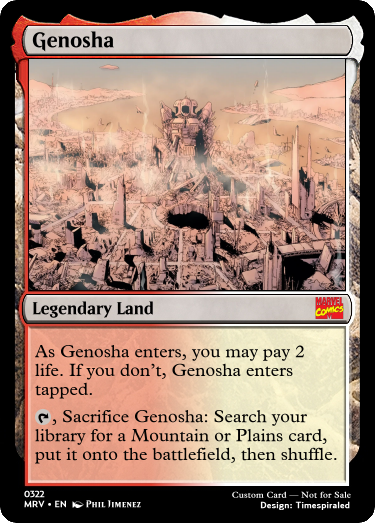 Genosha
Legendary Land
MARVEL
COMICS
As Genosha enters, you may pay 2
life. If you don't, Genosha enters
tapped.
, Sacrifice Genosha: Search your
library for a Mountain or Plains card,
put it onto the battlefield, then shuffle.
0322
MRV • EN Phil Jimenez
Custom Card — Not for Sale
Design: Timespiraled